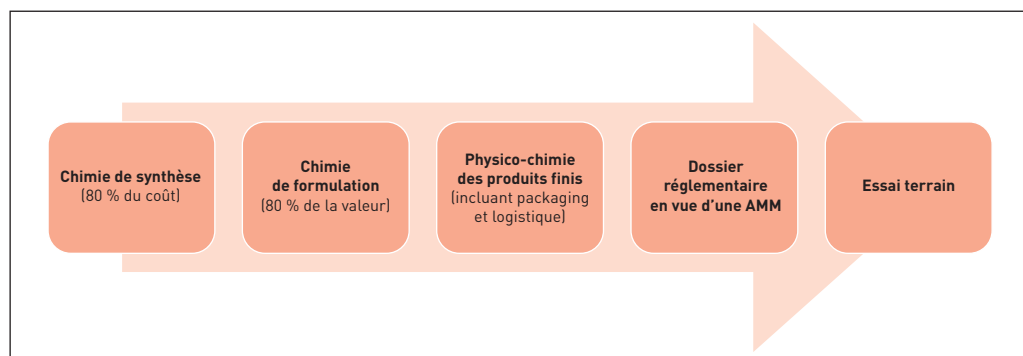 Chimie de synthèse
(80 % du coût)
Chimie
de formulation
(80 % de la valeur)
Physico-chimie
des produits finis
(incluant packaging
et logistique)
Dossier
réglementaire
en vue d’une AMM
Essai terrain